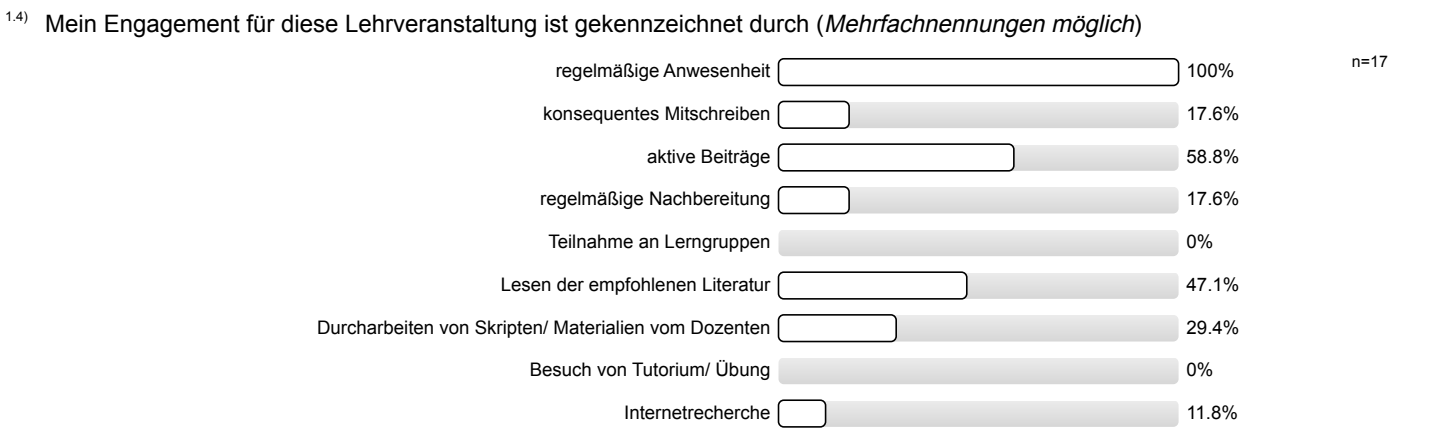 1.4) Mein Engagement für diese Lehrveranstaltung ist gekennzeichnet durch (Mehrfachnennungen möglich)
n=17
regelmäßige Anwesenheit 100%
konsequentes Mitschreiben 17.6%
aktive Beiträge 58.8%
regelmäßige Nachbereitung 17.6%
Teilnahme an Lerngruppen 0%
Lesen der empfohlenen Literatur 47.1%
Durcharbeiten von Skripten/ Materialien vom Dozenten 29.4%
Besuch von Tutorium/ Übung 0%
Internetrecherche 11.8%